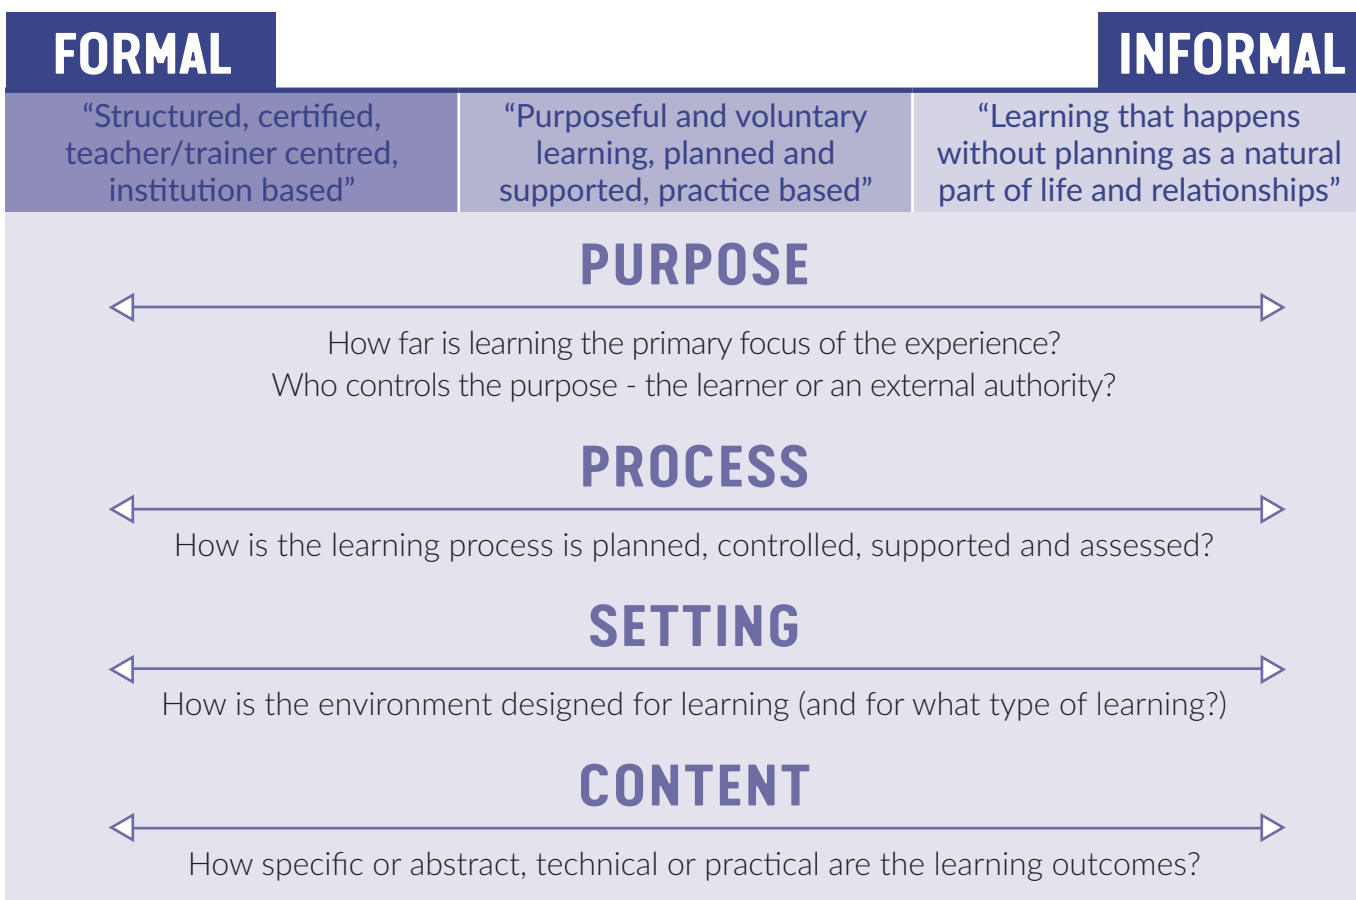 FORMAL
INFORMAL
“Structured, certified,
teacher/trainer centred,
institution based”
“Purposeful and voluntary
learning, planned and
supported, practice based”
“Learning that happens
without planning as a natural
part of life and relationships”
PURPOSE
How far is learning the primary focus of the experience?
Who controls the purpose - the learner or an external authority?
PROCESS
How is the learning process is planned, controlled, supported and assessed?
SETTING
How is the environment designed for learning (and for what type of learning?)
CONTENT
How specific or abstract, technical or practical are the learning outcomes?